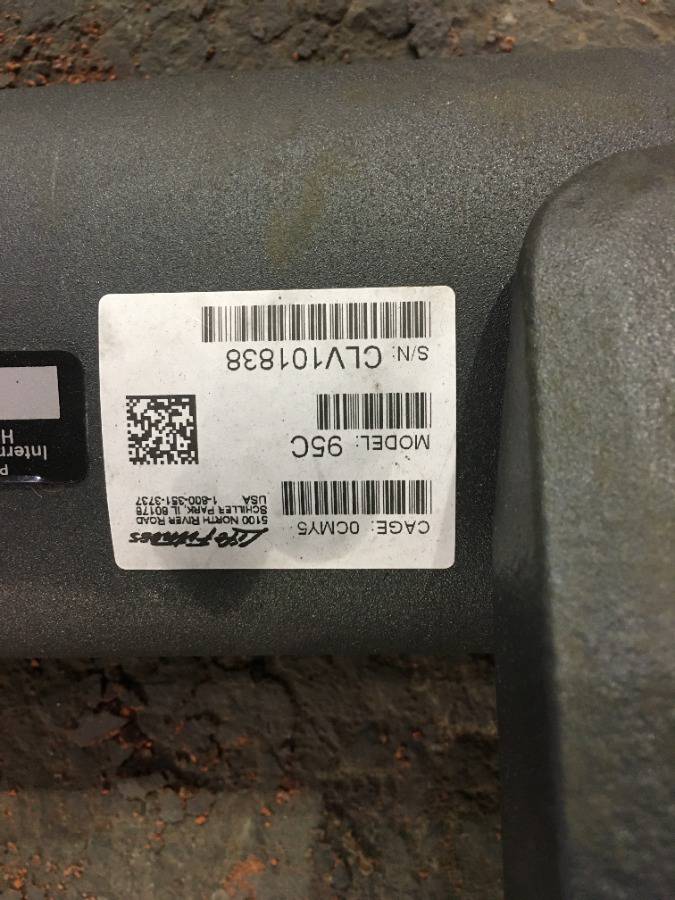 Life Fitness
5100 NORTH RIVER ROAD
SCHILLER PARK, IL 60176
USA 1-800-351-3737
CAGE: 0CMY5
MODEL: 95C
S/N: CLV101838